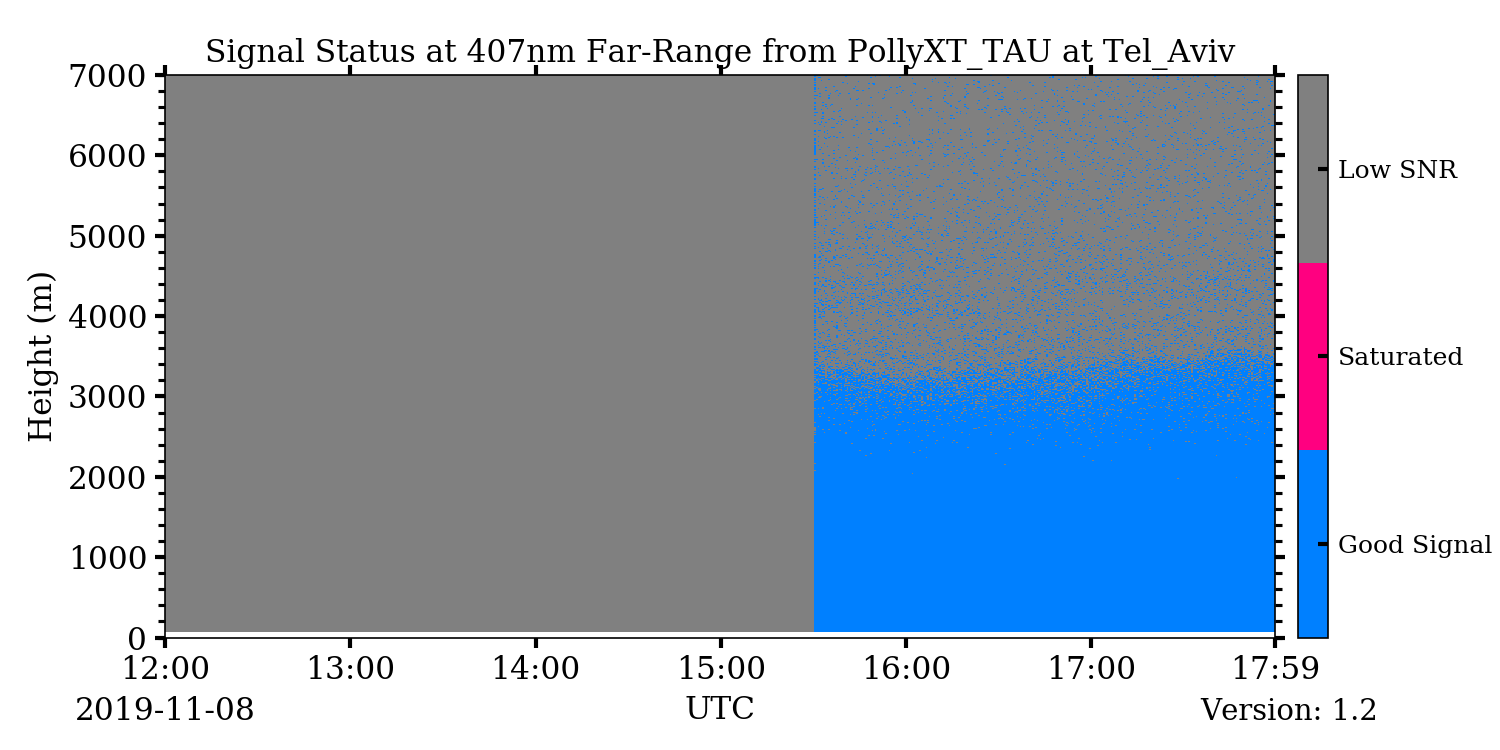 Signal Status at 407nm Far-Range from PollyXT_TAU at Tel_Aviv
7000
6000
5000
4000
3000
2000
1000
0
Height (m)
12:00 13:00 14:00 15:00 16:00 17:00 17:59
2019-11-08 UTC Version: 1.2
Low SNR
Saturated
Good Signal